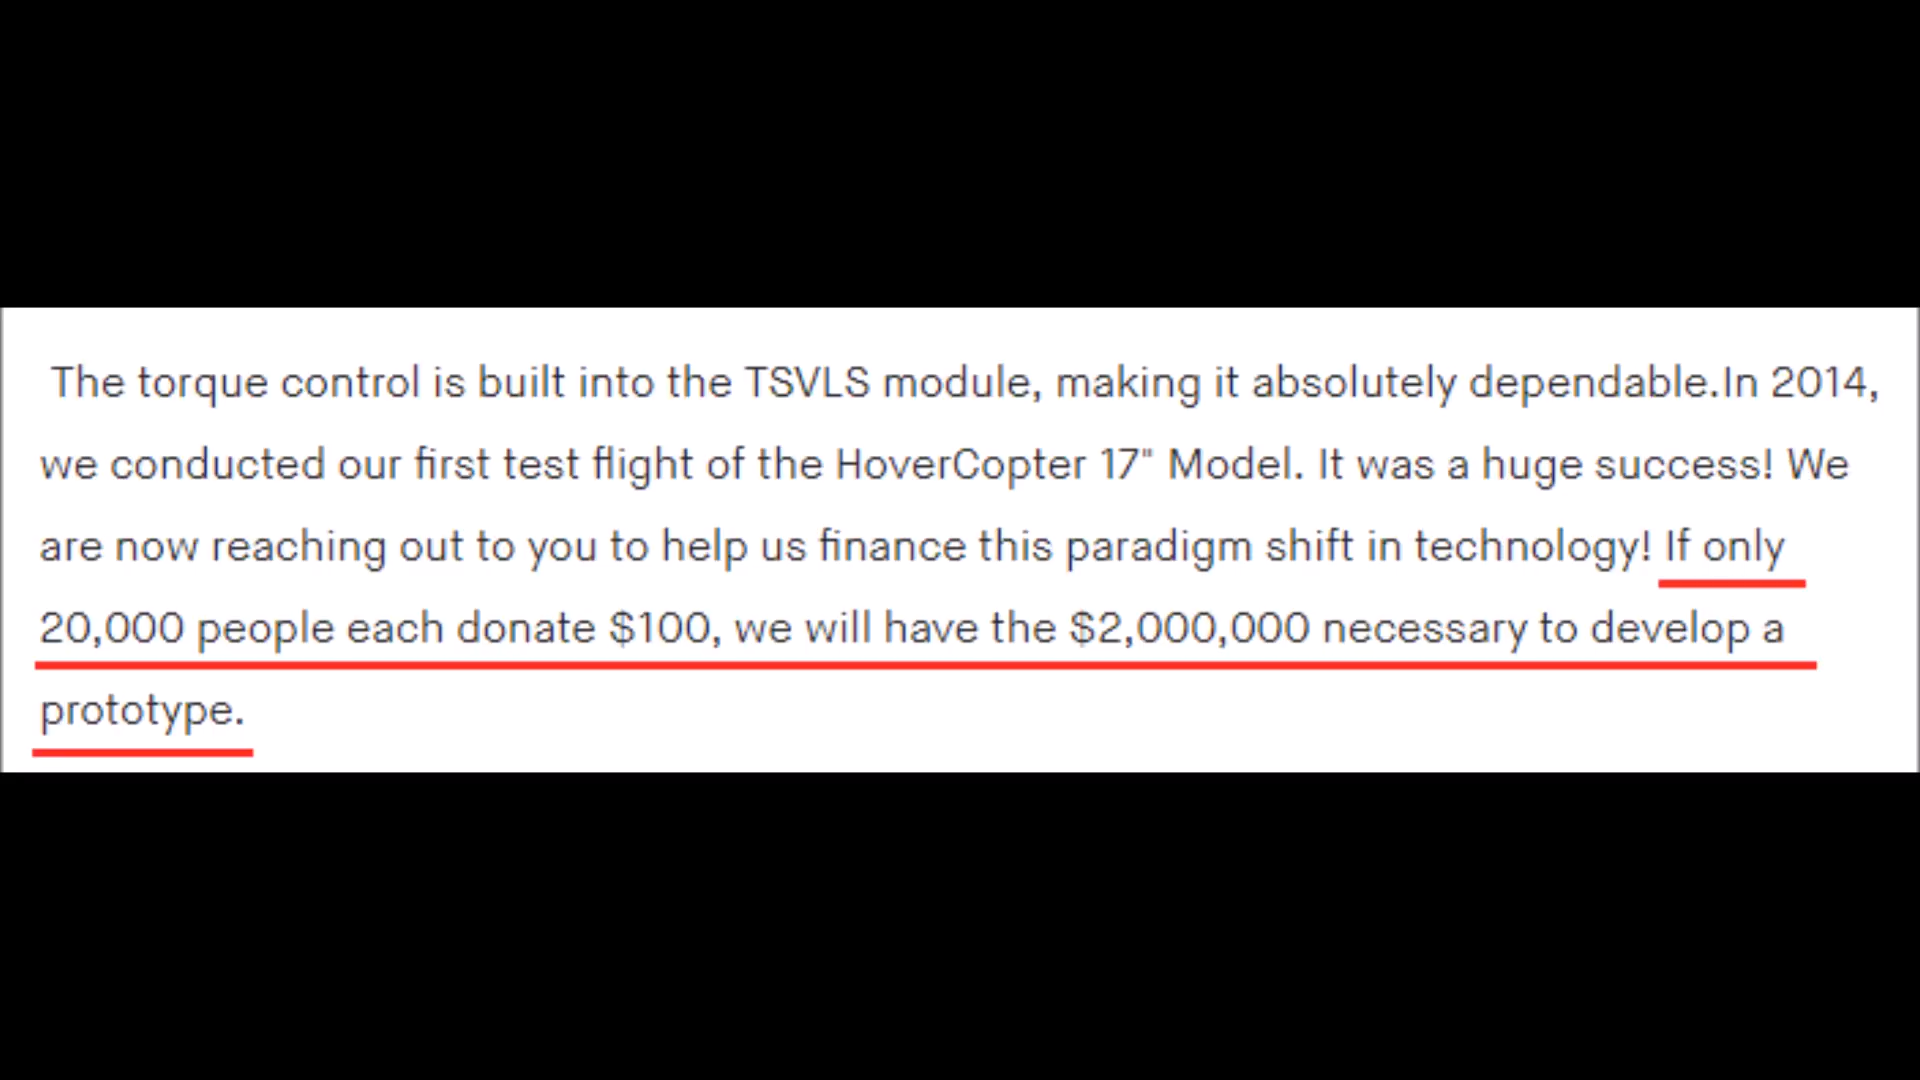 The torque control is built into the TSVLS module, making it absolutely dependable.In 2014,
we conducted our first test flight of the HoverCopter 17" Model. It was a huge success! We
are now reaching out to you to help us finance this paradigm shift in technology! If only
20,000 people each donate $100, we will have the $2,000,000 necessary to develop a
prototype.